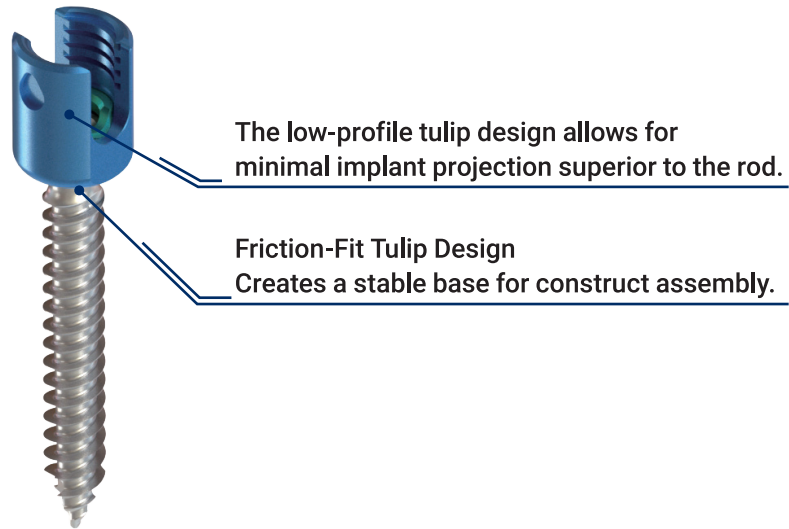 The low-profile tulip design allows for
minimal implant projection superior to the rod.
Friction-Fit Tulip Design
Creates a stable base for construct assembly.